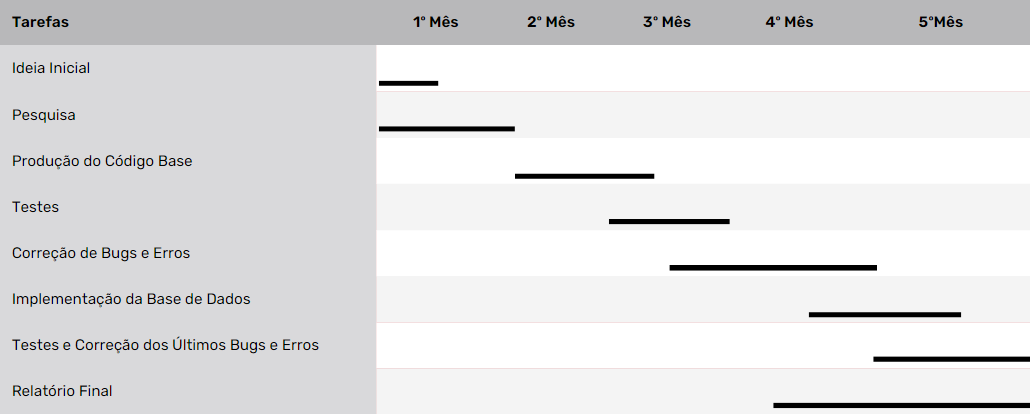 Tarefas 1º Mês 2º Mês 3º Mês 4º Mês 5ºMês
Ideia Inicial
Pesquisa
Produção do Código Base
Testes
Correção de Bugs e Erros
Implementação da Base de Dados
Testes e Correção dos Últimos Bugs e Erros
Relatório Final